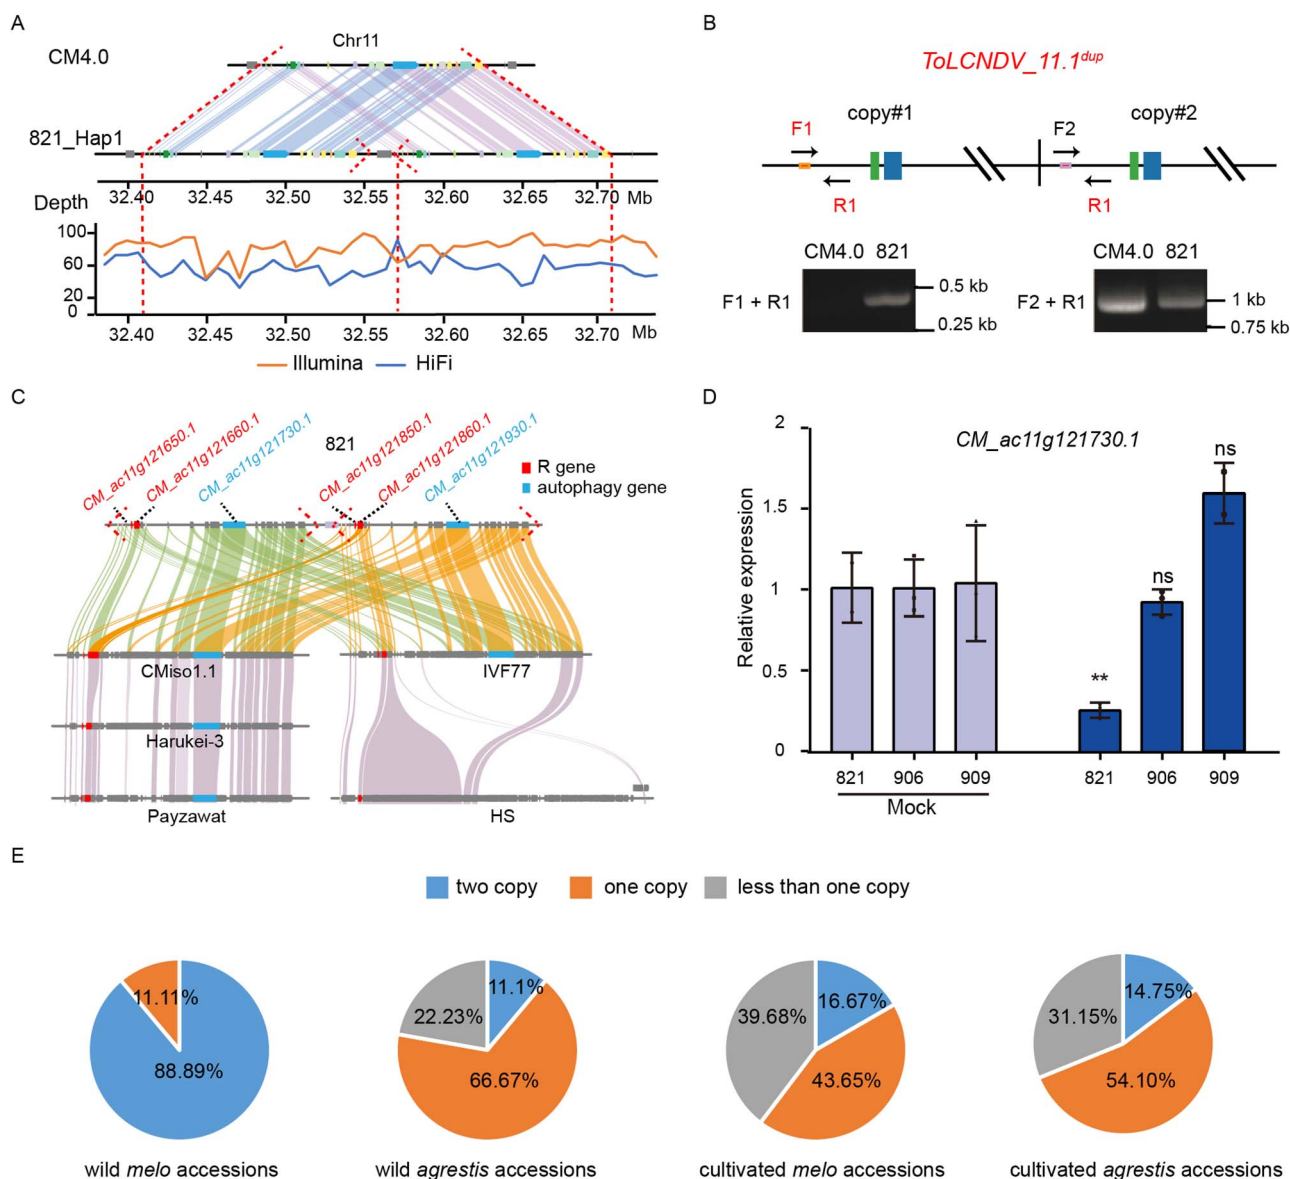 A
CM4.0
Chr11
821_Hap1
32.40 32.45 32.50 32.55 32.60 32.65 32.70 Mb
Depth
100
60
20
0
32.40 32.45 32.50 32.55 32.60 32.65 32.70 Mb
Illumina HiFi
B
ToLCNDV_11.1dup
copy#1 copy#2
F1 F2
R1 R1
CM4.0 821 CM4.0 821
F1 + R1 0.5 kb F2 + R1 1 kb
0.25 kb 0.75 kb
C
CM_ac11g121650.1
CM_ac11g121660.1
CM_ac11g121730.1
821
CM_ac11g121850.1
CM_ac11g121860.1
CM_ac11g121930.1
R gene
autophagy gene
CMiso1.1 IVF77
Harukei-3
Payzawat HS
D
CM_ac11g121730.1
Relative expression
2
1.5
1
0.5
0
** ns ns
821 906 909 821 906 909
Mock
E
two copy one copy less than one copy
11.11%
88.89%
11.1%
22.23%
66.67%
16.67%
39.68%
43.65%
14.75%
31.15%
54.10%
wild melo accessions wild agrestis accessions cultivated melo accessions cultivated agrestis accessions